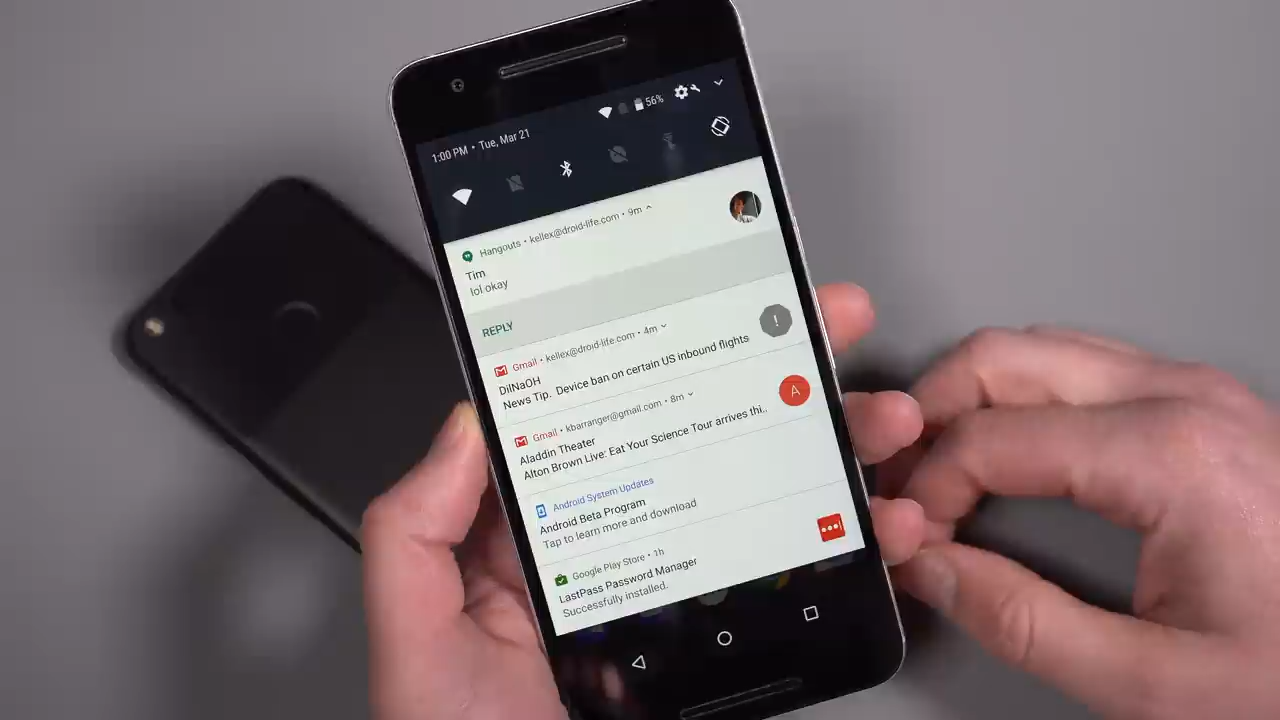 56%
1:00 PM • Tue, Mar 21
Hangouts • kellex@droid-life.com • 9m
Tim
lol okay
REPLY
Gmail • kellex@droid-life.com • 4m
!
DilNaOH
News Tip. Device ban on certain US inbound flights
Gmail • kbarranger@gmail.com • 8m
A
Aladdin Theater
Alton Brown Live: Eat Your Science Tour arrives thi..
Android System Updates
Android Beta Program
Tap to learn more and download
Google Play Store • 1h
LastPass Password Manager
Successfully installed.